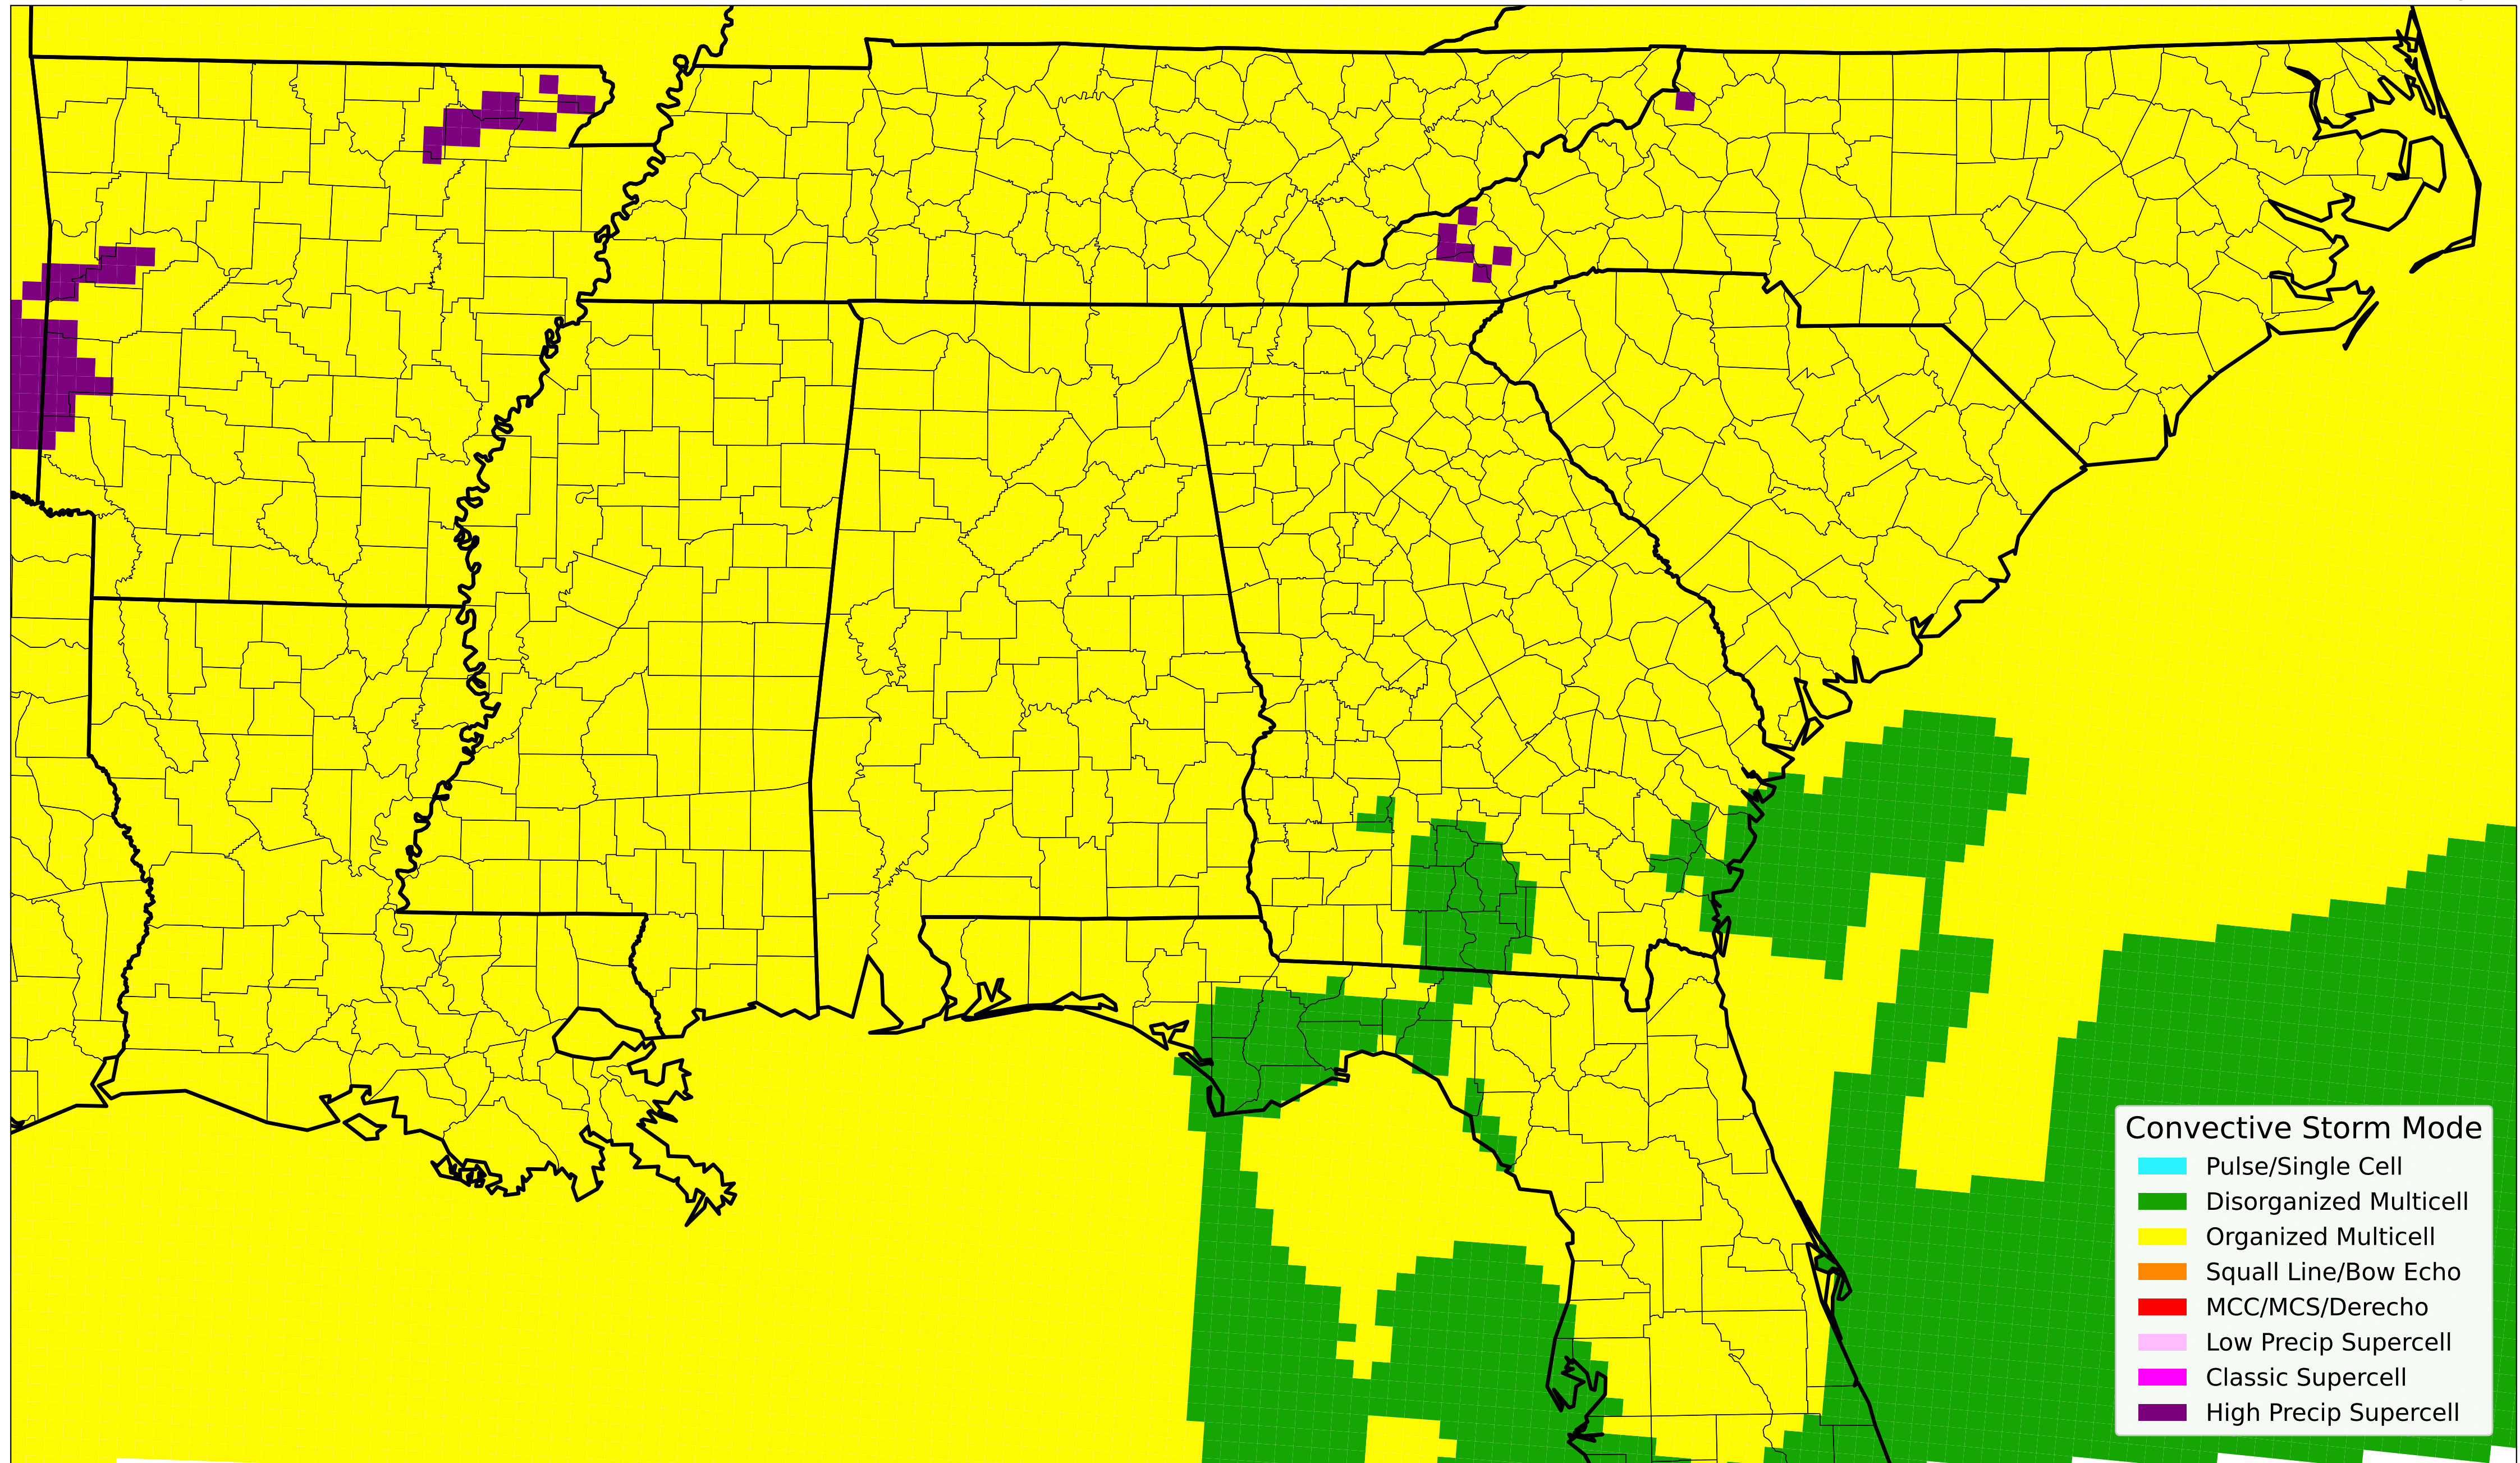 Convective Storm Mode
Pulse/Single Cell
Disorganized Multicell
Organized Multicell
Squall Line/Bow Echo
MCC/MCS/Derecho
Low Precip Supercell
Classic Supercell
High Precip Supercell